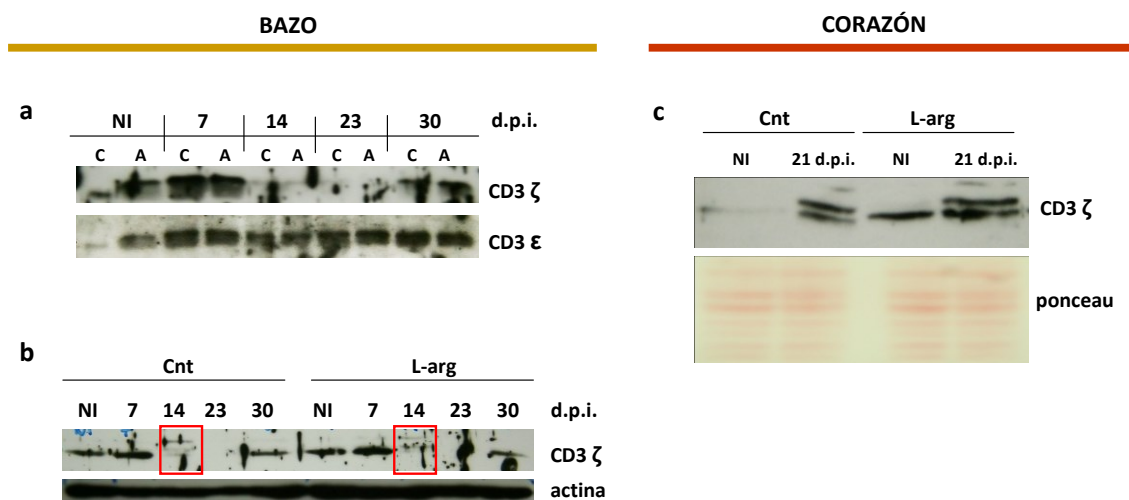 BAZO
CORAZÓN
a
NI 7 14 23 30 d.p.i.
C A C A C A C A C A
CD3 ζ
CD3 ε
b
Cnt L-arg
NI 7 14 23 30 NI 7 14 23 30 d.p.i.
CD3 ζ
actina
c
Cnt L-arg
NI 21 d.p.i. NI 21 d.p.i.
CD3 ζ
ponceau